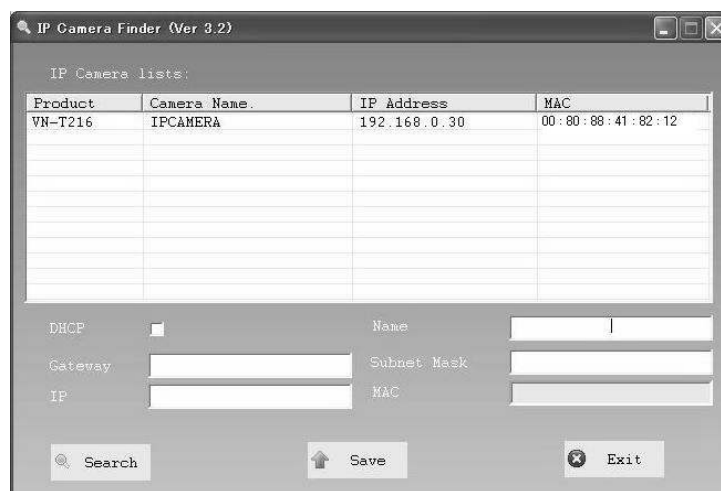 IP Camera Finder (Ver 3.2)
IP Camera lists:
Product Camera Name. IP Address MAC
VN-T216 IPCAMERA 192.168.0.30 00:80:88:41:82:12
DHCP Name
Gateway Subnet Mask
IP MAC
Search Save Exit